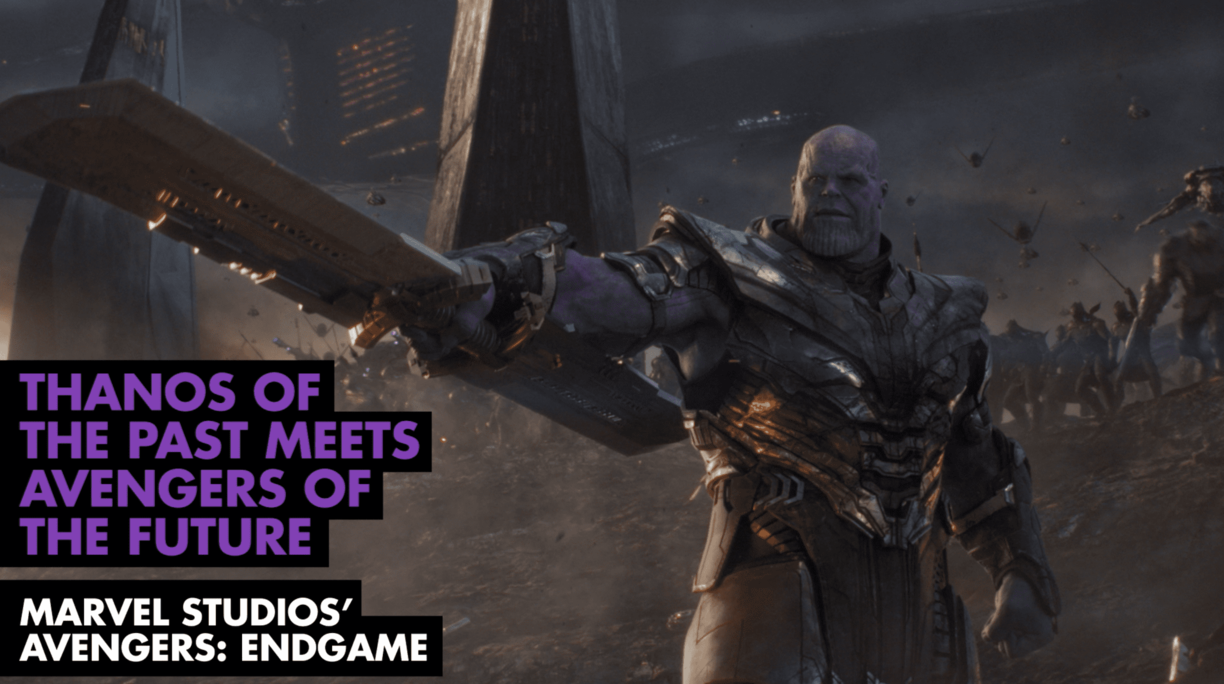 THANOS OF
THE PAST MEETS
AVENGERS OF
THE FUTURE
MARVEL STUDIOS’
AVENGERS: ENDGAME